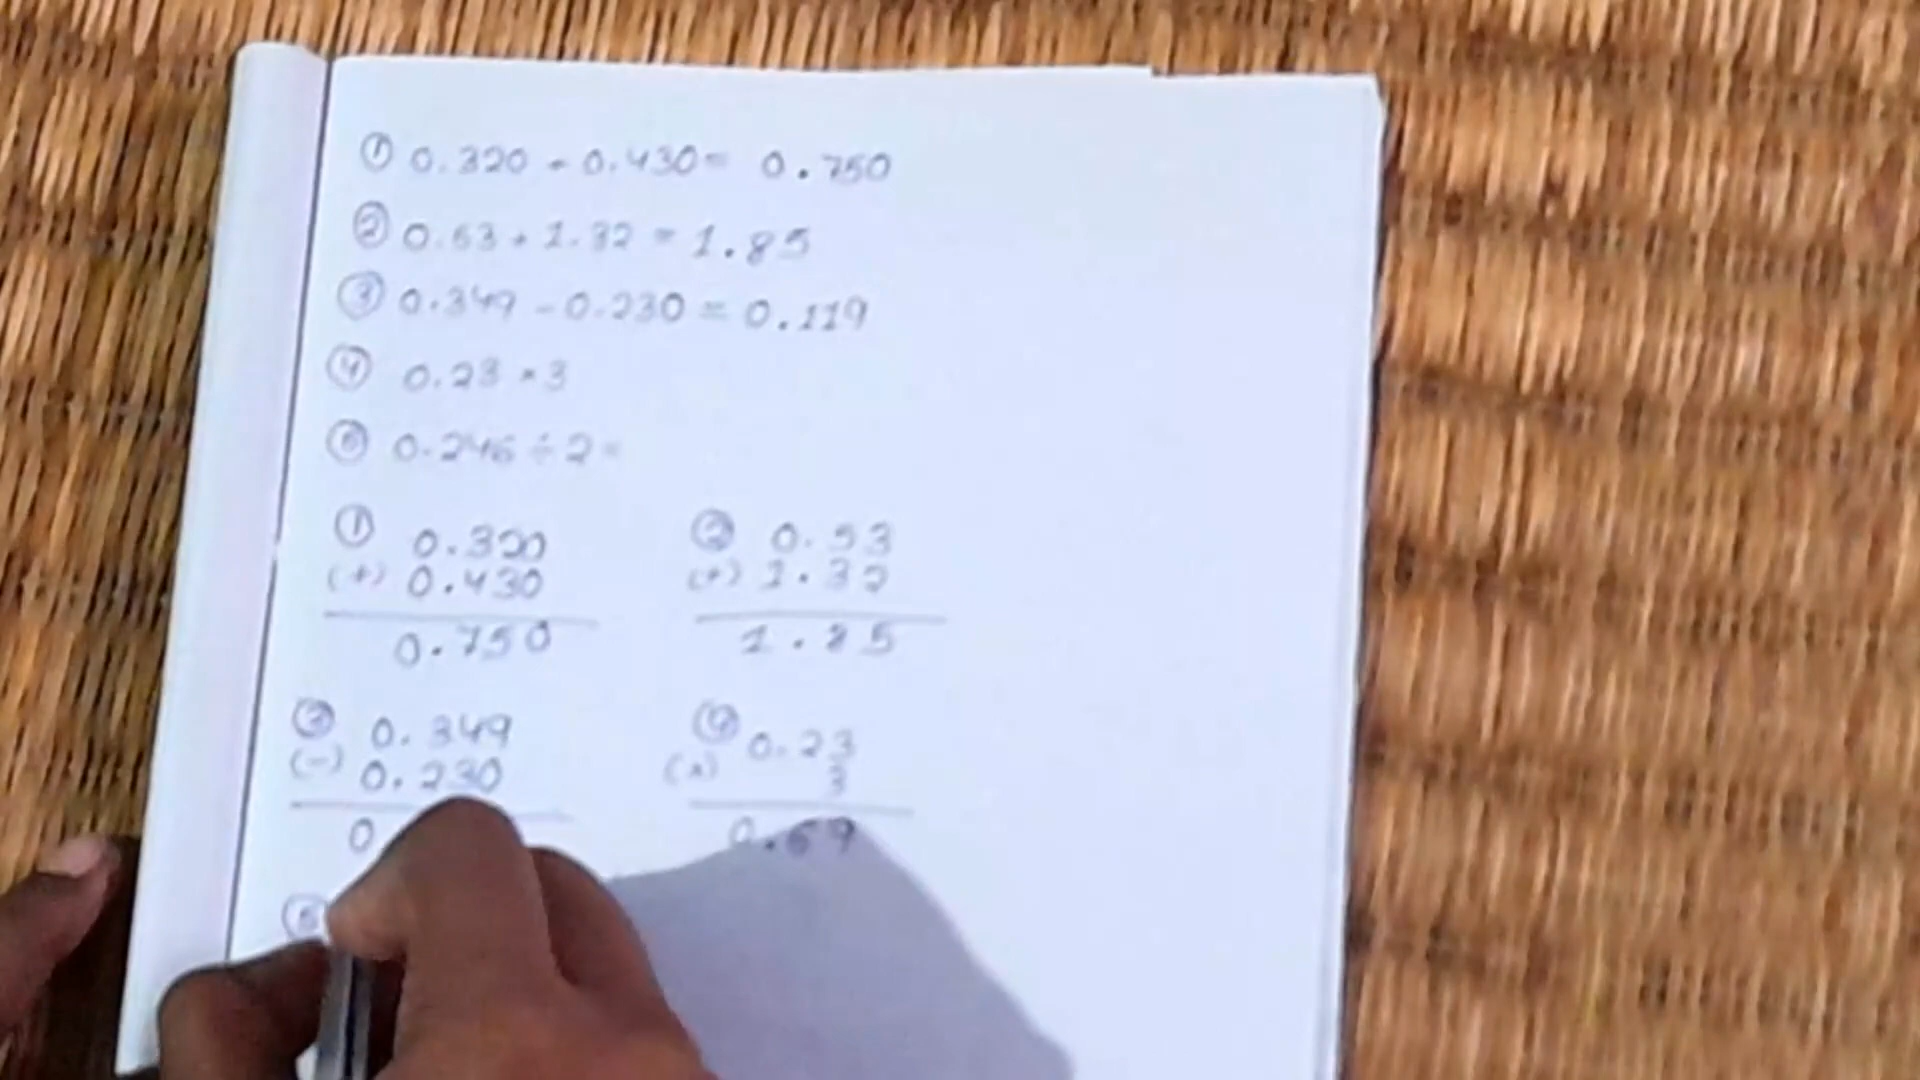 ① 0.320 + 0.430 = 0.750
② 0.53 + 1.32 = 1.85
③ 0.349 - 0.230 = 0.119
④ 0.23 × 3
⑤ 0.246 ÷ 2 =
① 0.320
(+) 0.430
0.750
② 0.53
(+) 1.32
1.85
③ 0.349
(-) 0.230
0
④ 0.23
(×) 3
0.69
⑤